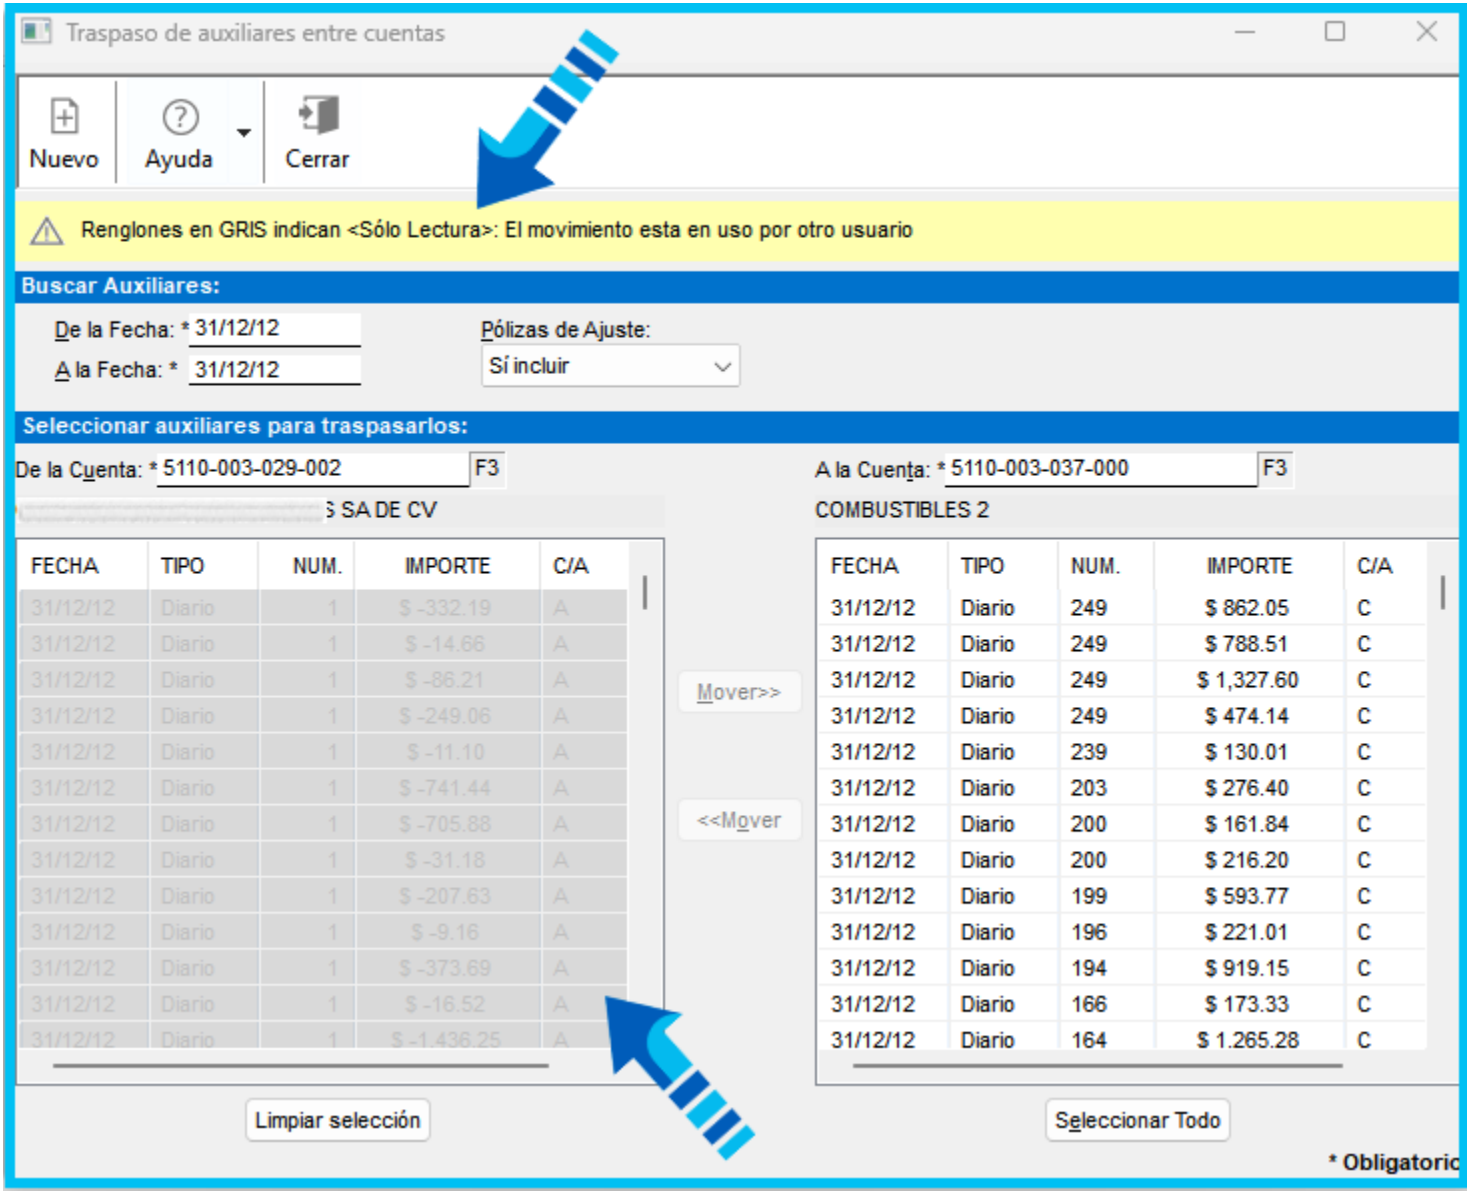 Traspaso de auxiliares entre cuentas
Nuevo Ayuda Cerrar
Renglones en GRIS indican <Sólo Lectura>: El movimiento esta en uso por otro usuario
Buscar Auxiliares:
De la Fecha: * 31/12/12 Pólizas de Ajuste:
A la Fecha: * 31/12/12 Sí incluir
Seleccionar auxiliares para traspasarlos:
De la Cuenta: * 5110-003-029-002 F3 A la Cuenta: * 5110-003-037-000 F3
S SA DE CV COMBUSTIBLES 2
FECHA TIPO NUM. IMPORTE C/A FECHA TIPO NUM. IMPORTE C/A
31/12/12 Diario 1 $ -332.19 A 31/12/12 Diario 249 $ 862.05 C
31/12/12 Diario 1 $ -14.66 A 31/12/12 Diario 249 $ 788.51 C
31/12/12 Diario 1 $ -86.21 A Mover>> 31/12/12 Diario 249 $ 1,327.60 C
31/12/12 Diario 1 $ -249.06 A 31/12/12 Diario 249 $ 474.14 C
31/12/12 Diario 1 $ -11.10 A 31/12/12 Diario 239 $ 130.01 C
31/12/12 Diario 1 $ -741.44 A 31/12/12 Diario 203 $ 276.40 C
31/12/12 Diario 1 $ -705.88 A <<Mover 31/12/12 Diario 200 $ 161.84 C
31/12/12 Diario 1 $ -31.18 A 31/12/12 Diario 200 $ 216.20 C
31/12/12 Diario 1 $ -207.63 A 31/12/12 Diario 199 $ 593.77 C
31/12/12 Diario 1 $ -9.16 A 31/12/12 Diario 196 $ 221.01 C
31/12/12 Diario 1 $ -373.69 A 31/12/12 Diario 194 $ 919.15 C
31/12/12 Diario 1 $ -16.52 A 31/12/12 Diario 166 $ 173.33 C
31/12/12 Diario 1 $ -1,436.25 A 31/12/12 Diario 164 $ 1,265.28 C
Limpiar selección Seleccionar Todo
* Obligatorio